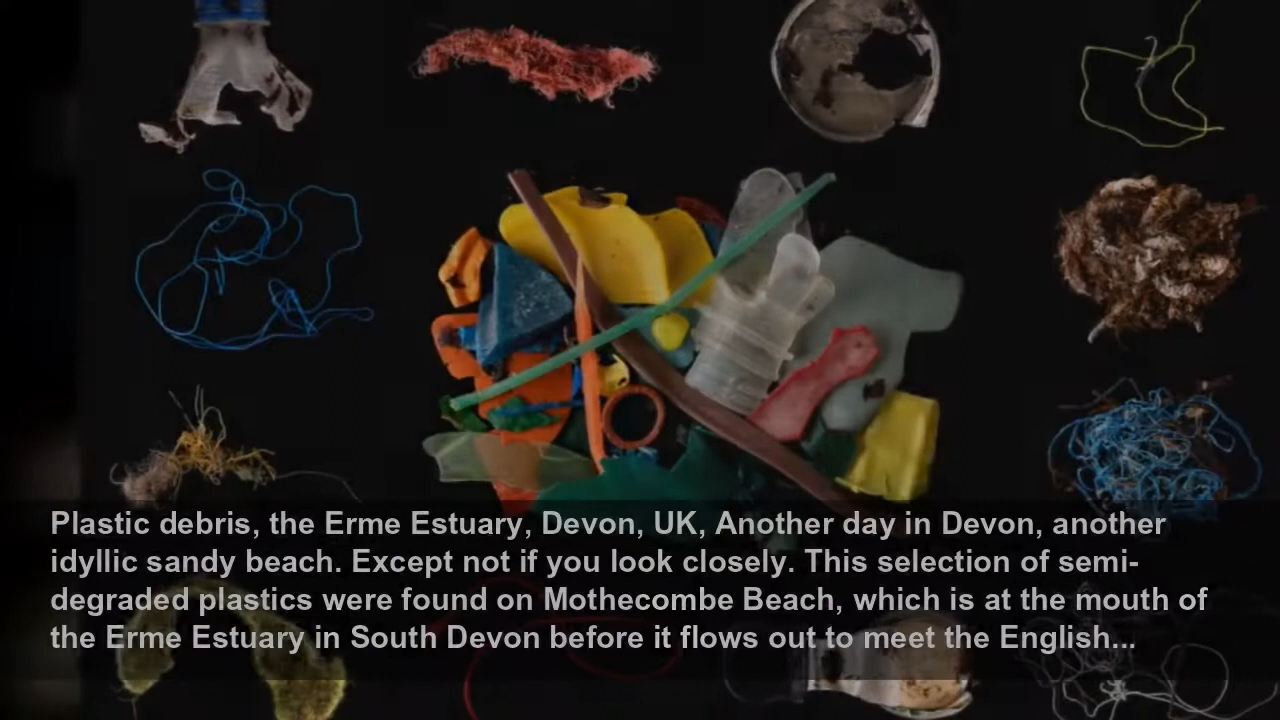 Plastic debris, the Erme Estuary, Devon, UK, Another day in Devon, another
idyllic sandy beach. Except not if you look closely. This selection of semi-
degraded plastics were found on Mothecombe Beach, which is at the mouth of
the Erme Estuary in South Devon before it flows out to meet the English...